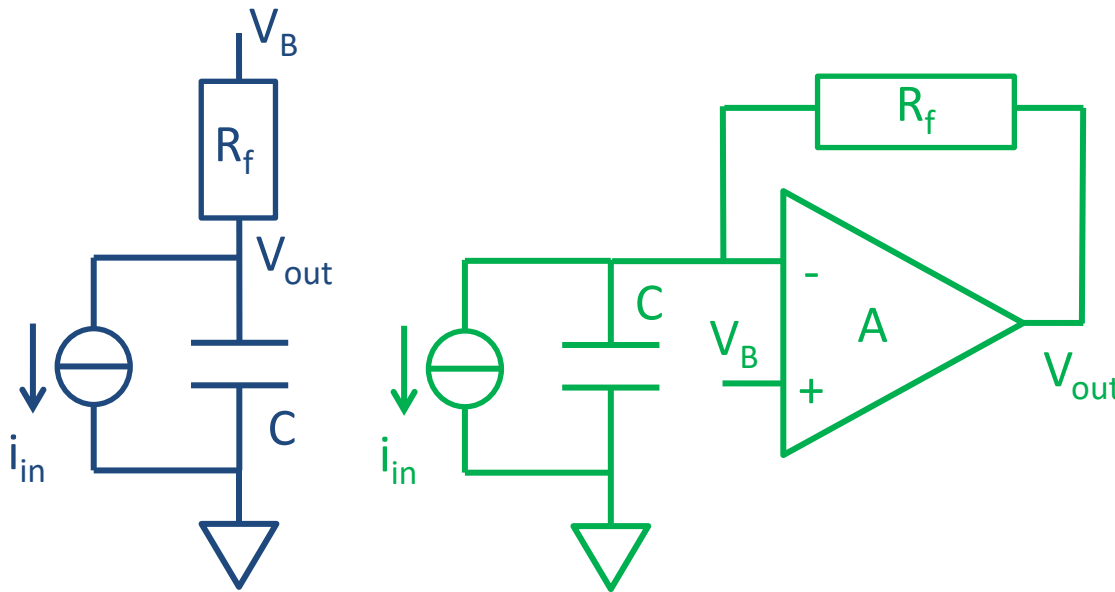 V_B
R_f
V_out
C
i_in
R_f
C
-
A
V_B
+
V_out
i_in